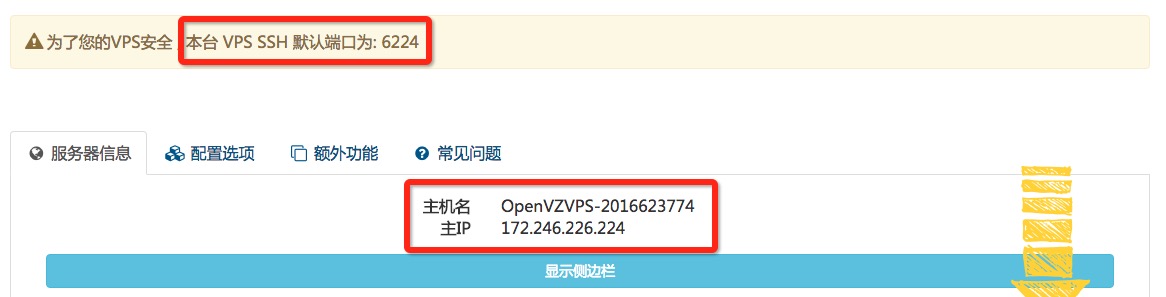 为了您的VPS安全 本台 VPS SSH 默认端口为: 6224
服务器信息 配置选项 额外功能 常见问题
主机名 OpenVZVPS-2016623774
主IP 172.246.226.224
显示侧边栏